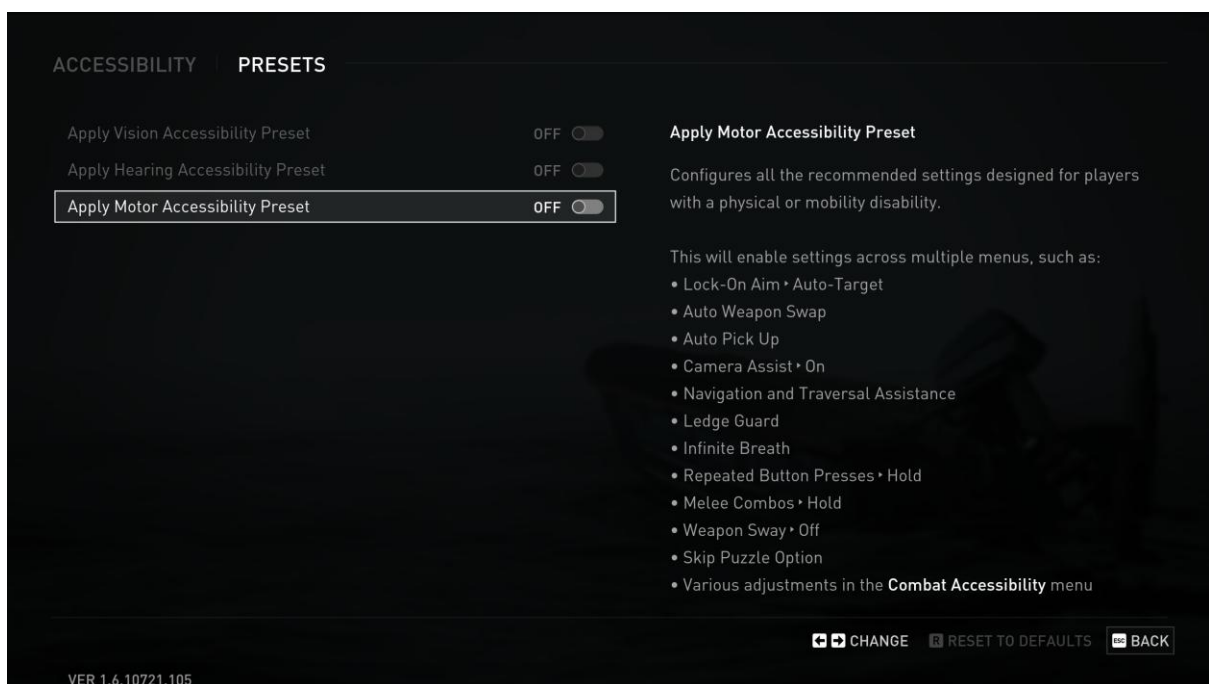 ACCESSIBILITY PRESETS
Apply Vision Accessibility Preset OFF
Apply Hearing Accessibility Preset OFF
Apply Motor Accessibility Preset OFF
Apply Motor Accessibility Preset
Configures all the recommended settings designed for players
with a physical or mobility disability.
This will enable settings across multiple menus, such as:
• Lock-On Aim ▸ Auto-Target
• Auto Weapon Swap
• Auto Pick Up
• Camera Assist ▸ On
• Navigation and Traversal Assistance
• Ledge Guard
• Infinite Breath
• Repeated Button Presses ▸ Hold
• Melee Combos ▸ Hold
• Weapon Sway ▸ Off
• Skip Puzzle Option
• Various adjustments in the Combat Accessibility menu
CHANGE R RESET TO DEFAULTS ESC BACK
VER 1.6.10721.105